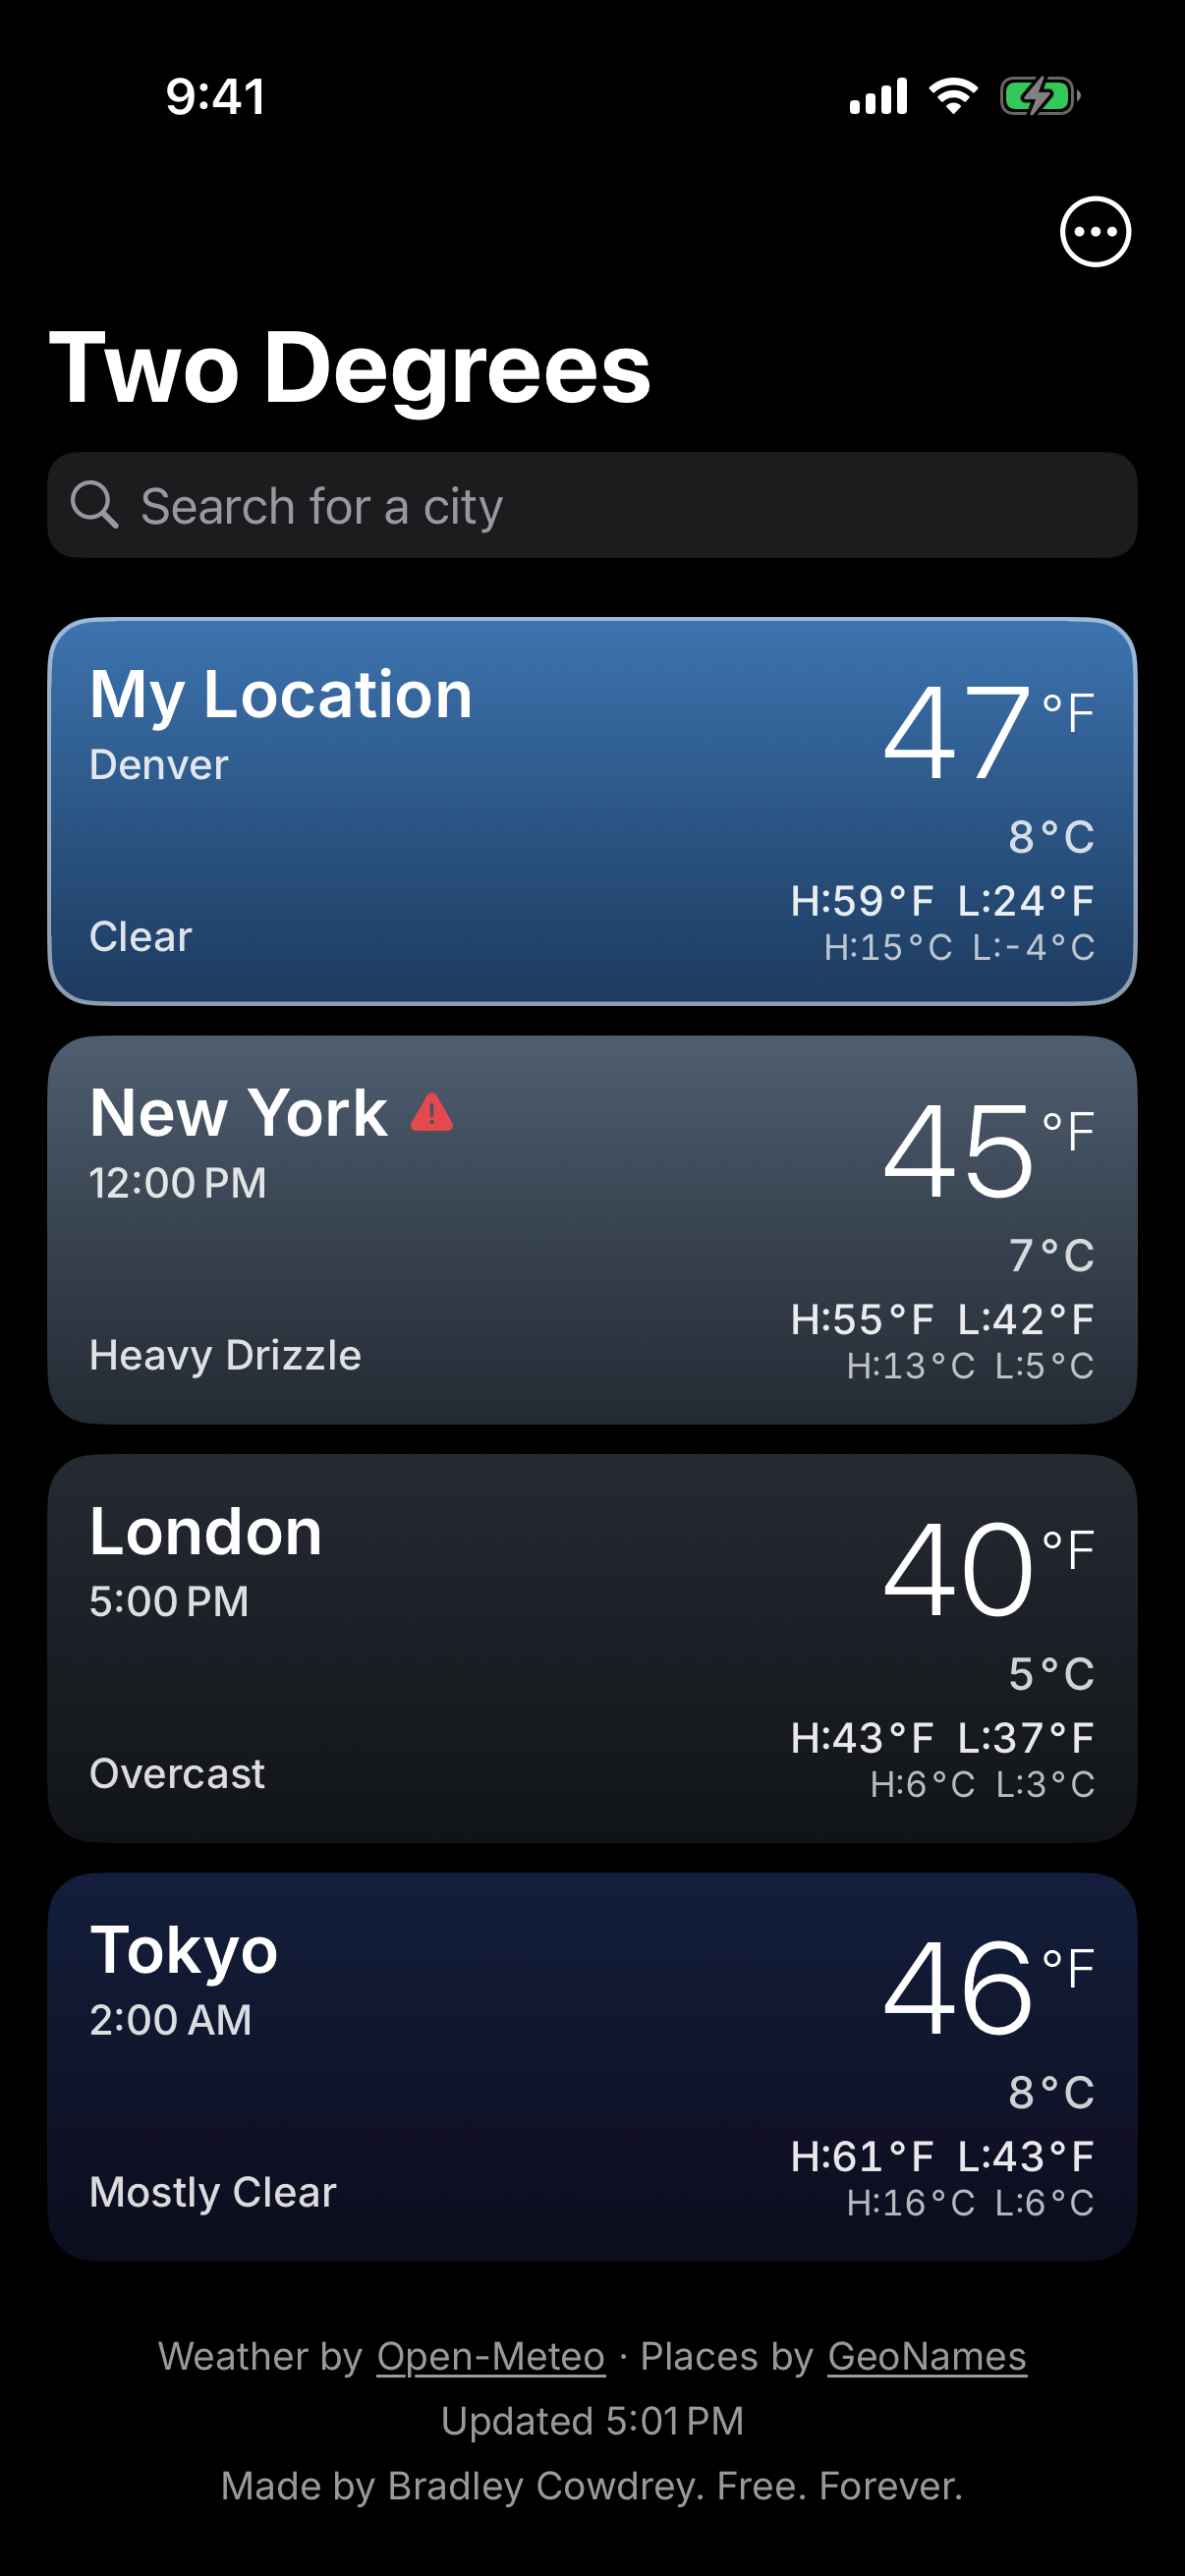 9:41
Two Degrees
Search for a city
My Location
Denver
47°F
8°C
Clear
H:59°F L:24°F
H:15°C L:-4°C
New York
12:00 PM
45°F
7°C
Heavy Drizzle
H:55°F L:42°F
H:13°C L:5°C
London
5:00 PM
40°F
5°C
Overcast
H:43°F L:37°F
H:6°C L:3°C
Tokyo
2:00 AM
46°F
8°C
Mostly Clear
H:61°F L:43°F
H:16°C L:6°C
Weather by Open-Meteo · Places by GeoNames
Updated 5:01 PM
Made by Bradley Cowdrey. Free. Forever.